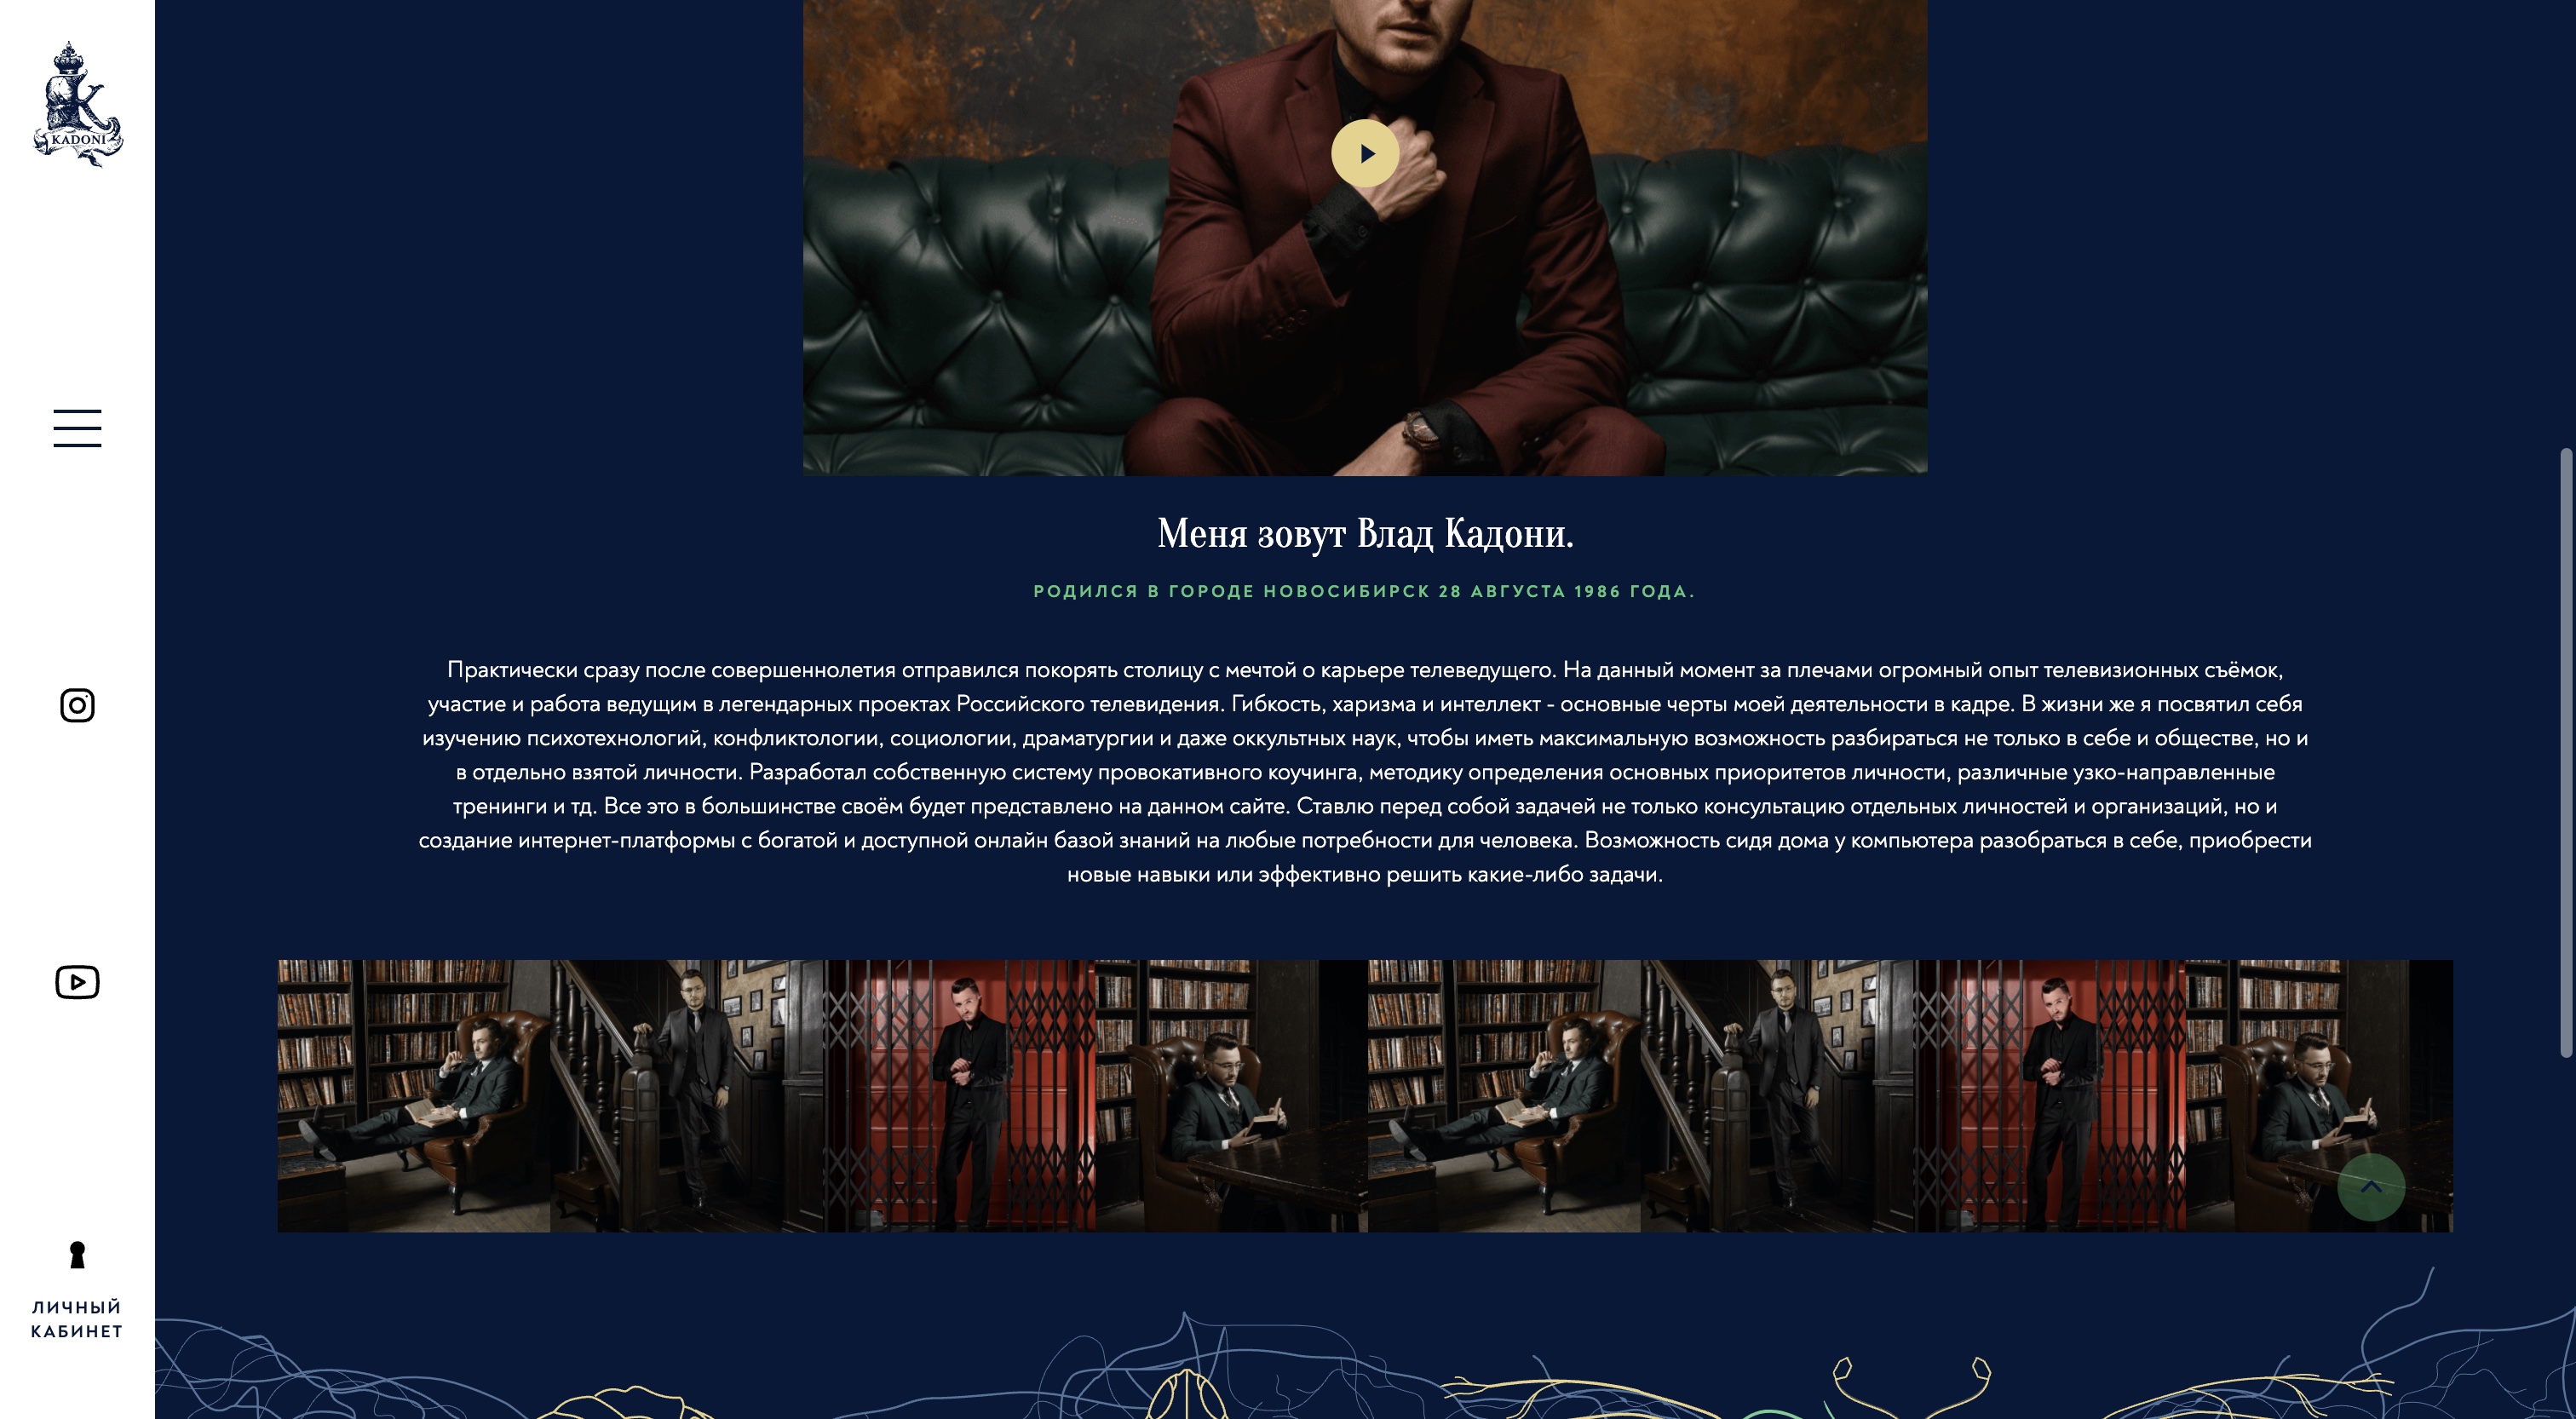 KADONI
ЛИЧНЫЙ
КАБИНЕТ
Меня зовут Влад Кадони.
РОДИЛСЯ В ГОРОДЕ НОВОСИБИРСК 28 АВГУСТА 1986 ГОДА.
Практически сразу после совершеннолетия отправился покорять столицу с мечтой о карьере телеведущего. На данный момент за плечами огромный опыт телевизионных съёмок,
участие и работа ведущим в легендарных проектах Российского телевидения. Гибкость, харизма и интеллект - основные черты моей деятельности в кадре. В жизни же я посвятил себя
изучению психотехнологий, конфликтологии, социологии, драматургии и даже оккультных наук, чтобы иметь максимальную возможность разбираться не только в себе и обществе, но и
в отдельно взятой личности. Разработал собственную систему провокативного коучинга, методику определения основных приоритетов личности, различные узко-направленные
тренинги и тд. Все это в большинстве своём будет представлено на данном сайте. Ставлю перед собой задачей не только консультацию отдельных личностей и организаций, но и
создание интернет-платформы с богатой и доступной онлайн базой знаний на любые потребности для человека. Возможность сидя дома у компьютера разобраться в себе, приобрести
новые навыки или эффективно решить какие-либо задачи.